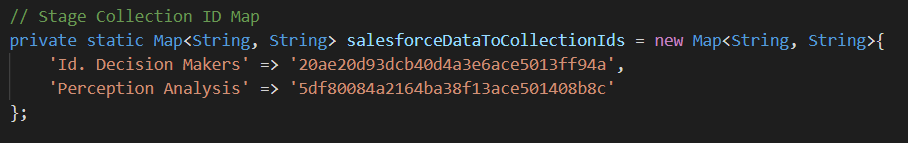 // Stage Collection ID Map
private static Map<String, String> salesforceDataToCollectionIds = new Map<String, String>{
    'Id. Decision Makers' => '20ae20d93dcb40d4a3e6ace5013ff94a',
    'Perception Analysis' => '5df80084a2164ba38f13ace501408b8c'
};